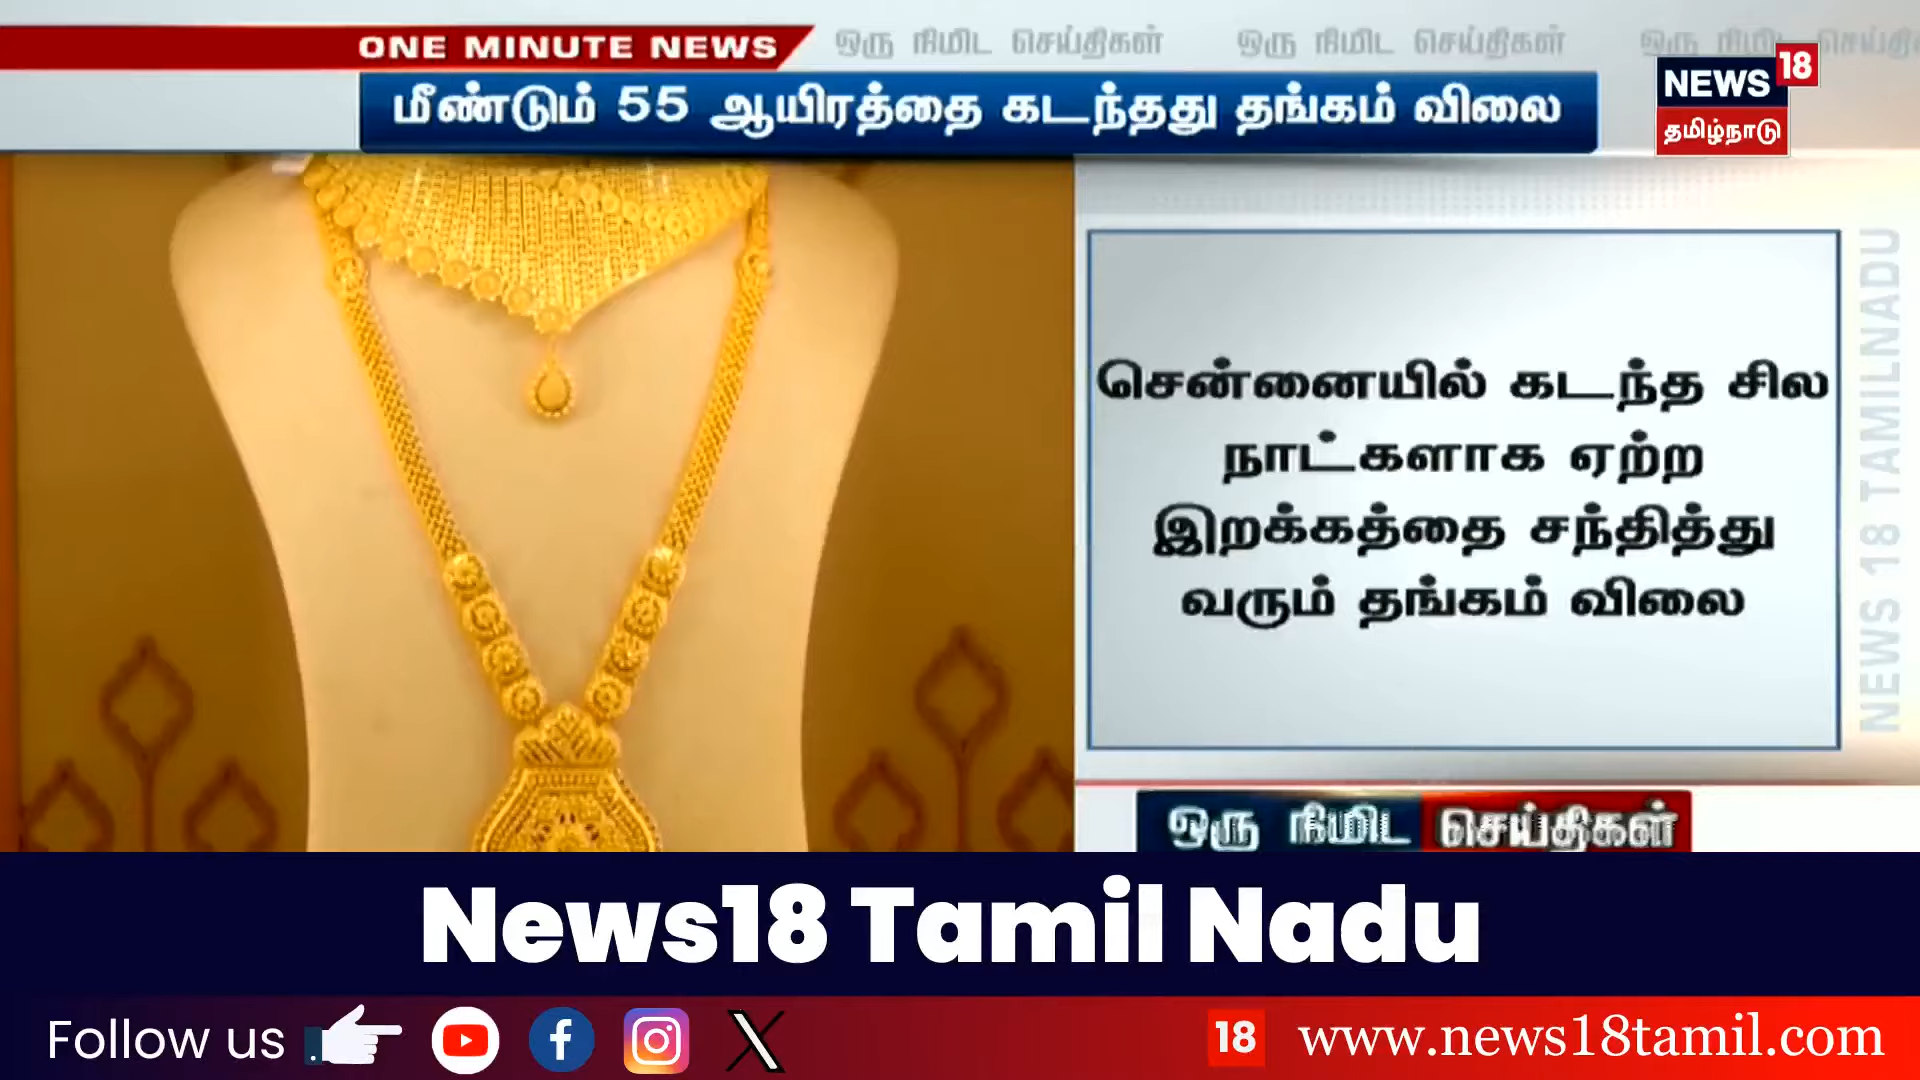 ONE MINUTE NEWS
ஒரு நிமிட செய்திகள் ஒரு நிமிட செய்திகள் ஒரு நிமிட
மீண்டும் 55 ஆயிரத்தை கடந்தது தங்கம் விலை
NEWS 18
தமிழ்நாடு
சென்னையில் கடந்த சில
நாட்களாக ஏற்ற
இறக்கத்தை சந்தித்து
வரும் தங்கம் விலை
NEWS 18 TAMILNADU
ஒரு நிமிட செய்திகள்
News18 Tamil Nadu
Follow us
18 www.news18tamil.com